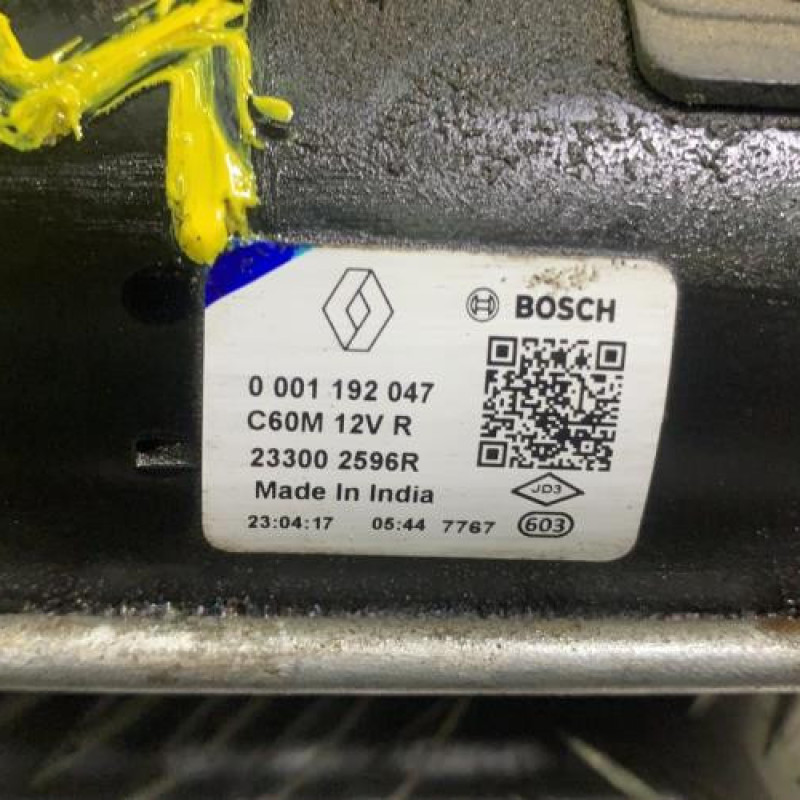 BOSCH
0 001 192 047
C60M 12V R
23300 2596R
Made In India
JD3
23:04:17 05:44 7767 603